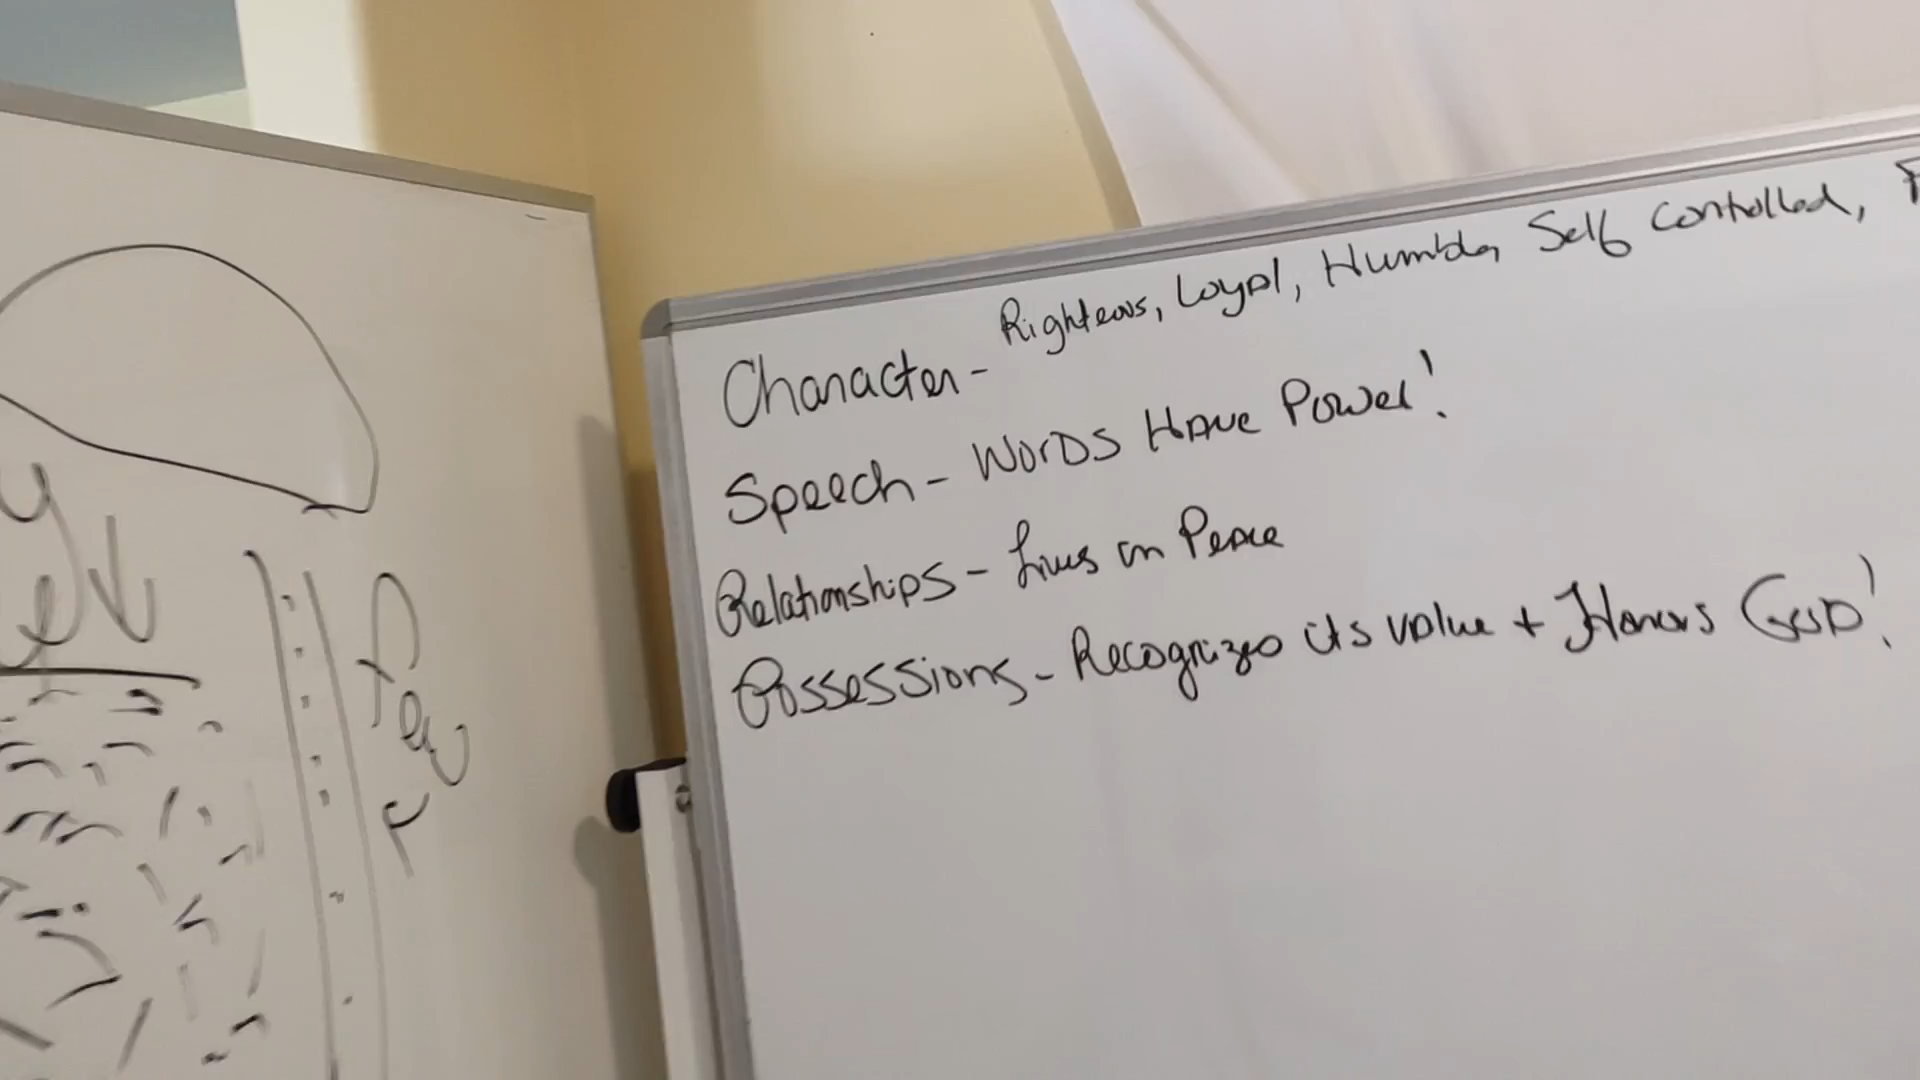 Character - Righteous, Loyal, Humble, Self Controlled,
Speech - Words Have Power!
Relationships - Lives in Peace
Possessions - Recognizes its value + Honors God!